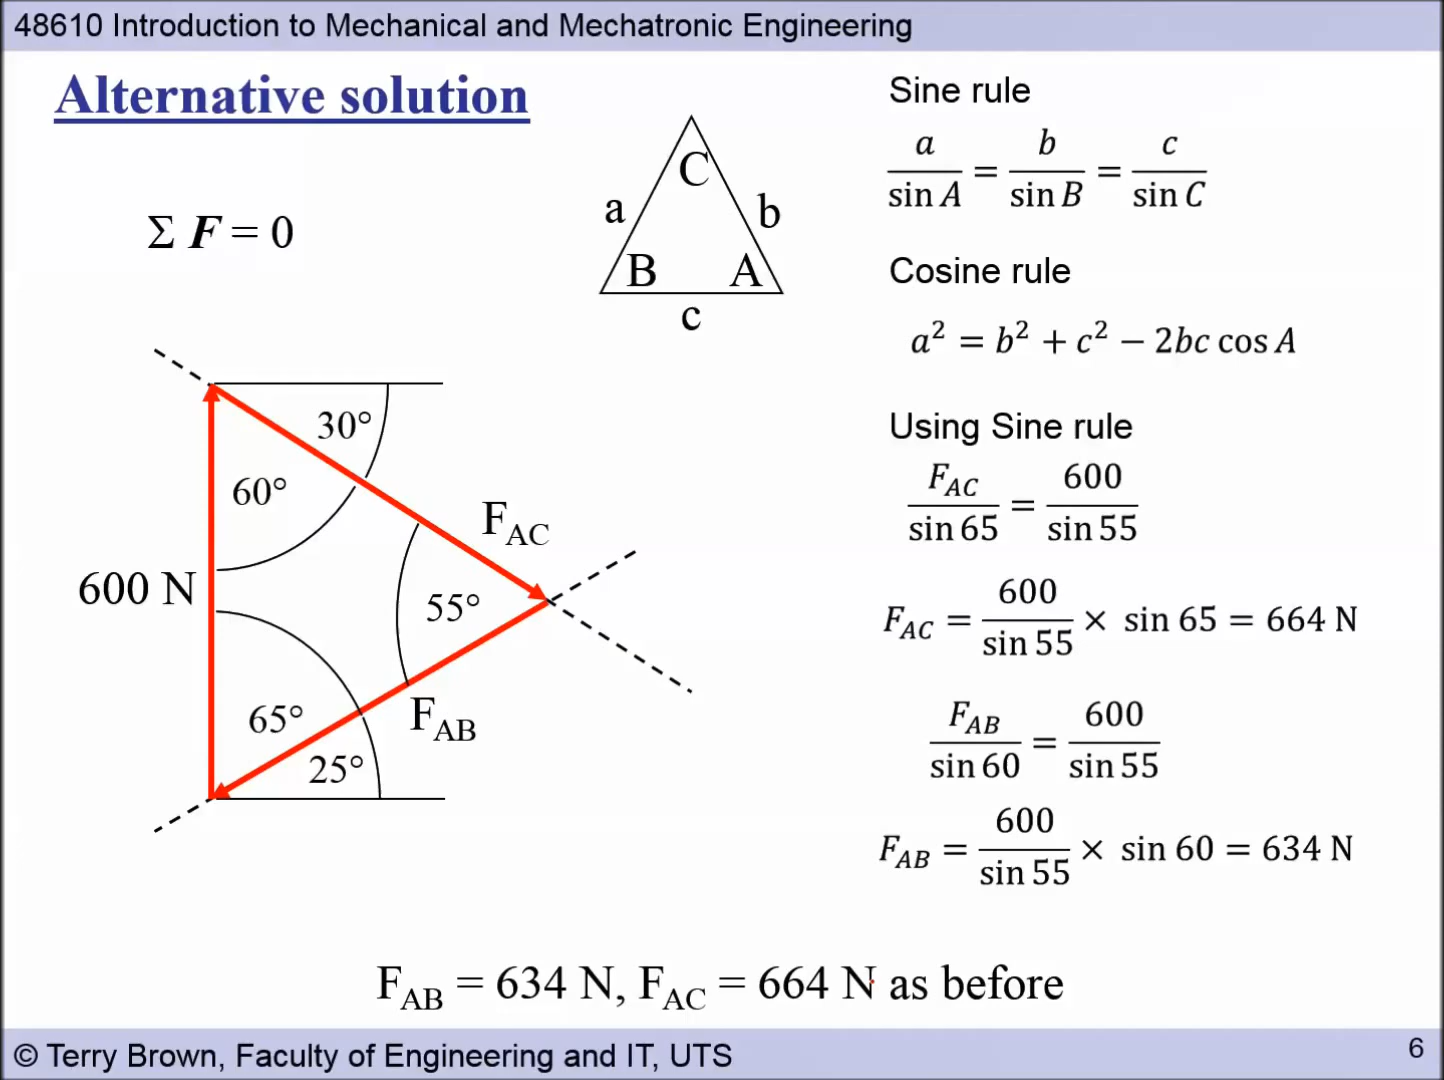 48610 Introduction to Mechanical and Mechatronic Engineering
Alternative solution
Σ F = 0
C
a
b
B
A
c
30°
60°
F_AC
600 N
55°
65°
F_AB
25°
Sine rule
a/sin A = b/sin B = c/sin C
Cosine rule
a² = b² + c² − 2bc cos A
Using Sine rule
F_AC/sin 65 = 600/sin 55
F_AC = 600/sin 55 × sin 65 = 664 N
F_AB/sin 60 = 600/sin 55
F_AB = 600/sin 55 × sin 60 = 634 N
F_AB = 634 N, F_AC = 664 N as before
© Terry Brown, Faculty of Engineering and IT, UTS
6